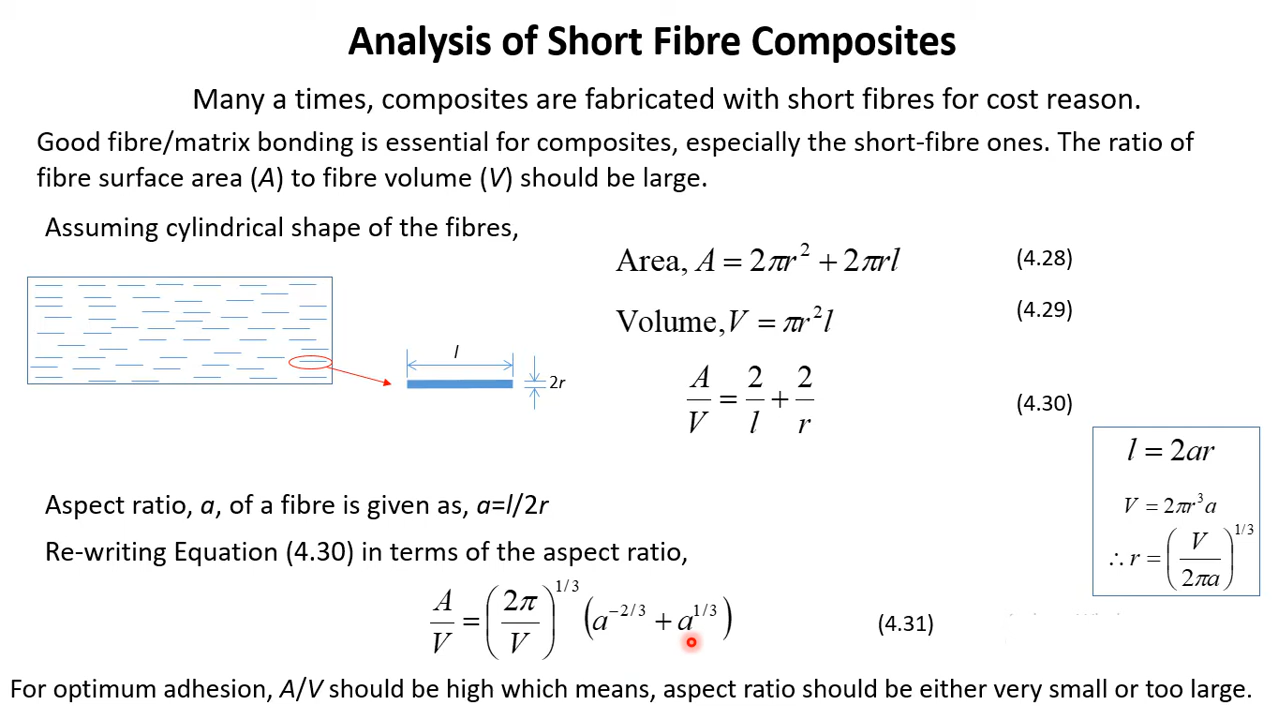 Analysis of Short Fibre Composites
Many a times, composites are fabricated with short fibres for cost reason.
Good fibre/matrix bonding is essential for composites, especially the short-fibre ones. The ratio of
fibre surface area (A) to fibre volume (V) should be large.
Assuming cylindrical shape of the fibres,
Area, A = 2πr² + 2πrl (4.28)
Volume, V = πr²l (4.29)
l
2r
A/V = 2/l + 2/r (4.30)
l = 2ar
V = 2πr³a
∴ r = (V/2πa)^1/3
Aspect ratio, a, of a fibre is given as, a=l/2r
Re-writing Equation (4.30) in terms of the aspect ratio,
A/V = (2π/V)^1/3 (a^-2/3 + a^1/3) (4.31)
For optimum adhesion, A/V should be high which means, aspect ratio should be either very small or too large.